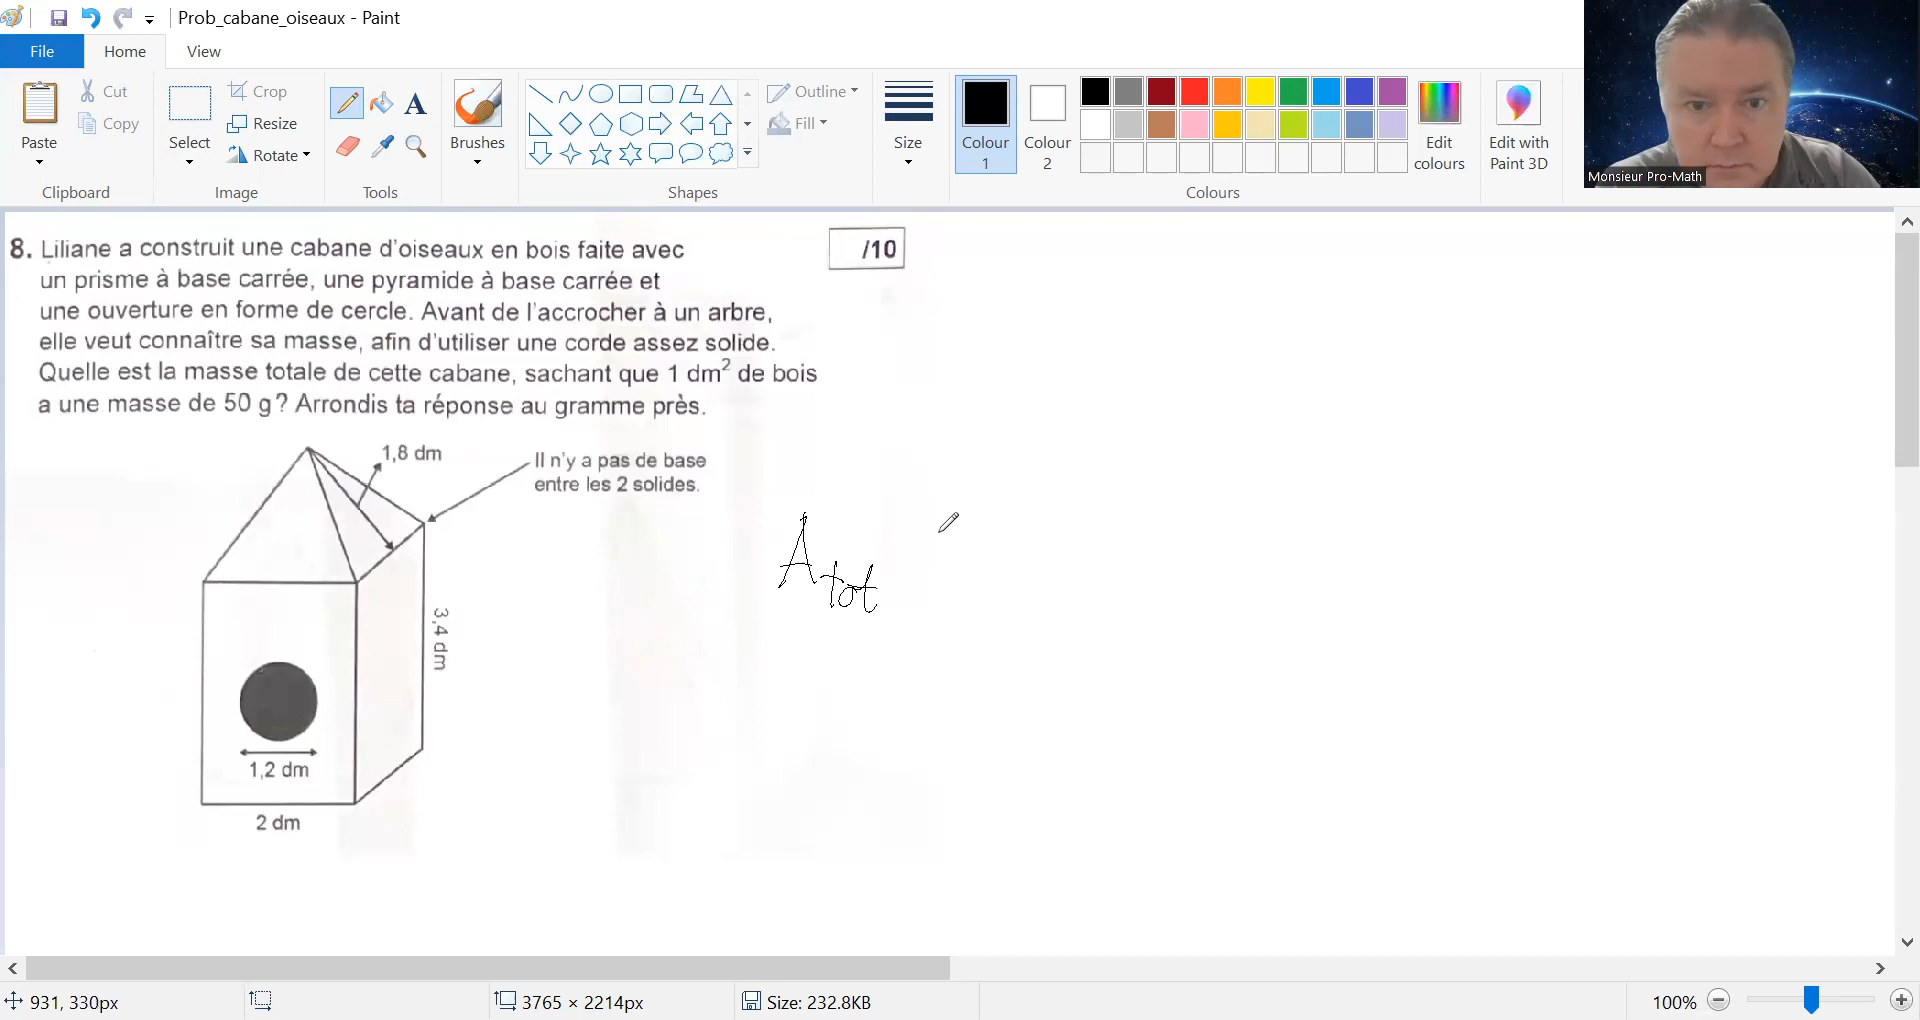 Prob_cabane_oiseaux - Paint
File Home View
Paste
Cut
Copy
Clipboard
Select
Crop
Resize
Rotate
Image
A
Tools
Brushes
Outline
Fill
Shapes
Size
Colour 1
Colour 2
Edit colours
Edit with Paint 3D
Colours
Monsieur Pro-Math
8. Liliane a construit une cabane d'oiseaux en bois faite avec
un prisme à base carrée, une pyramide à base carrée et
une ouverture en forme de cercle. Avant de l'accrocher à un arbre,
elle veut connaître sa masse, afin d'utiliser une corde assez solide.
Quelle est la masse totale de cette cabane, sachant que 1 dm² de bois
a une masse de 50 g? Arrondis ta réponse au gramme près.
/10
1,8 dm
Il n'y a pas de base
entre les 2 solides.
3,4 dm
1,2 dm
2 dm
A tot
931, 330px
3765 × 2214px
Size: 232.8KB
100%